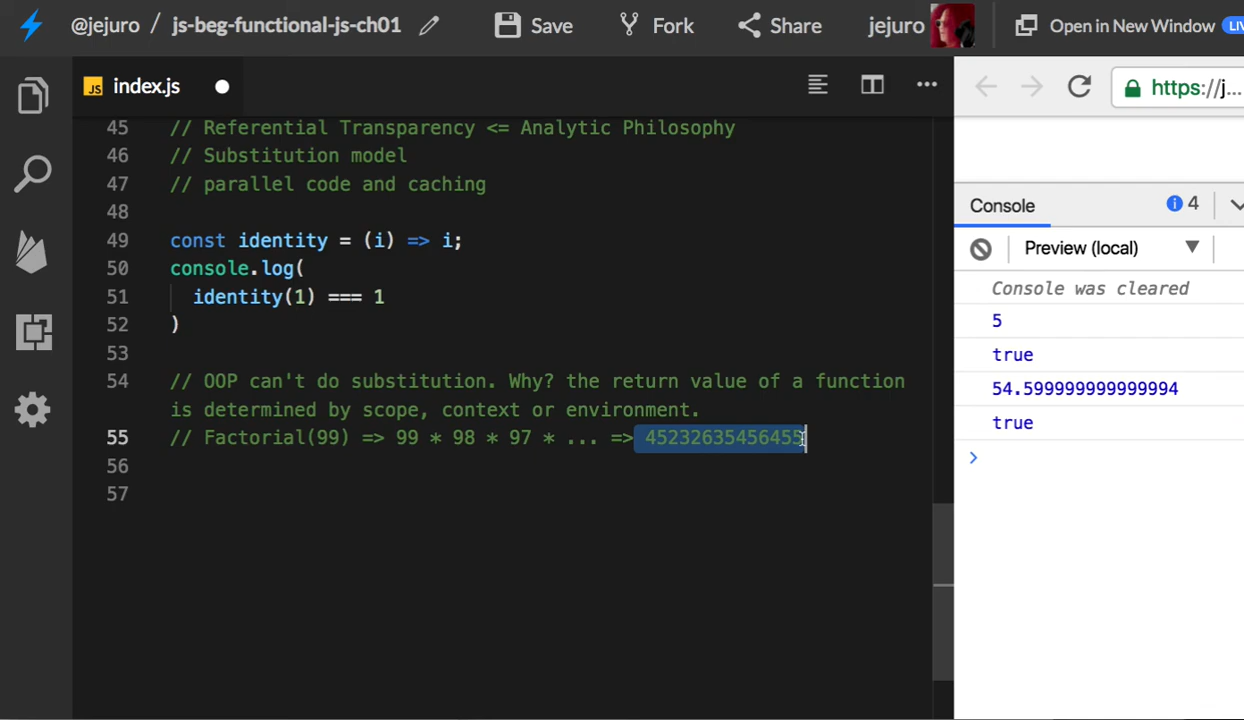 @jejuro / js-beg-functional-js-ch01 Save Fork Share jejuro Open in New Window LIV
JS index.js https://j...
45 // Referential Transparency <= Analytic Philosophy
46 // Substitution model
47 // parallel code and caching
48
49 const identity = (i) => i;
50 console.log(
51 identity(1) === 1
52 )
53
54 // OOP can't do substitution. Why? the return value of a function
is determined by scope, context or environment.
55 // Factorial(99) => 99 * 98 * 97 * ... => 45232635456455
56
57
Console 4
Preview (local)
Console was cleared
5
true
54.599999999999994
true